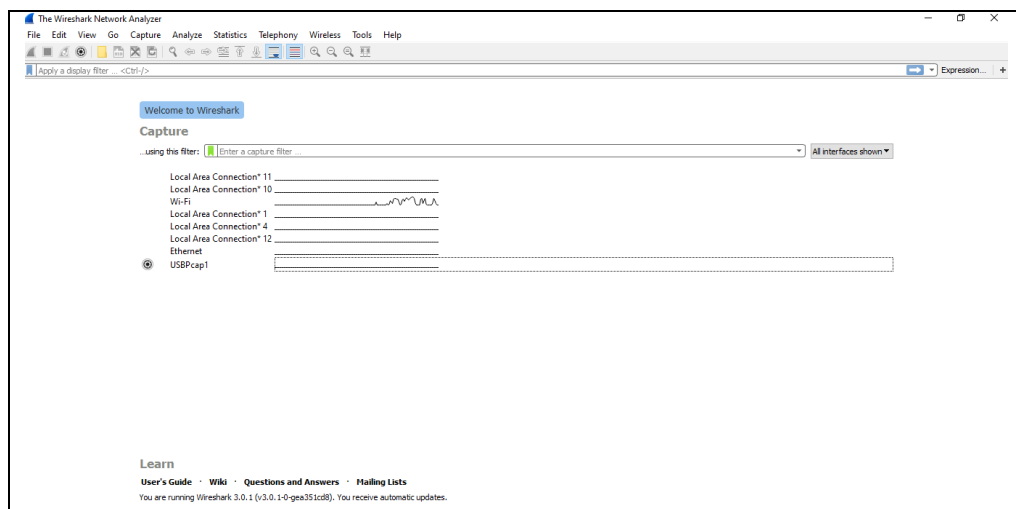 The Wireshark Network Analyzer
File Edit View Go Capture Analyze Statistics Telephony Wireless Tools Help
Apply a display filter ... <Ctrl-/> Expression... +
Welcome to Wireshark
Capture
...using this filter: Enter a capture filter ... All interfaces shown
Local Area Connection* 11
Local Area Connection* 10
Wi-Fi
Local Area Connection* 1
Local Area Connection* 4
Local Area Connection* 12
Ethernet
USBPcap1
Learn
User's Guide · Wiki · Questions and Answers · Mailing Lists
You are running Wireshark 3.0.1 (v3.0.1-0-gea351cd8). You receive automatic updates.